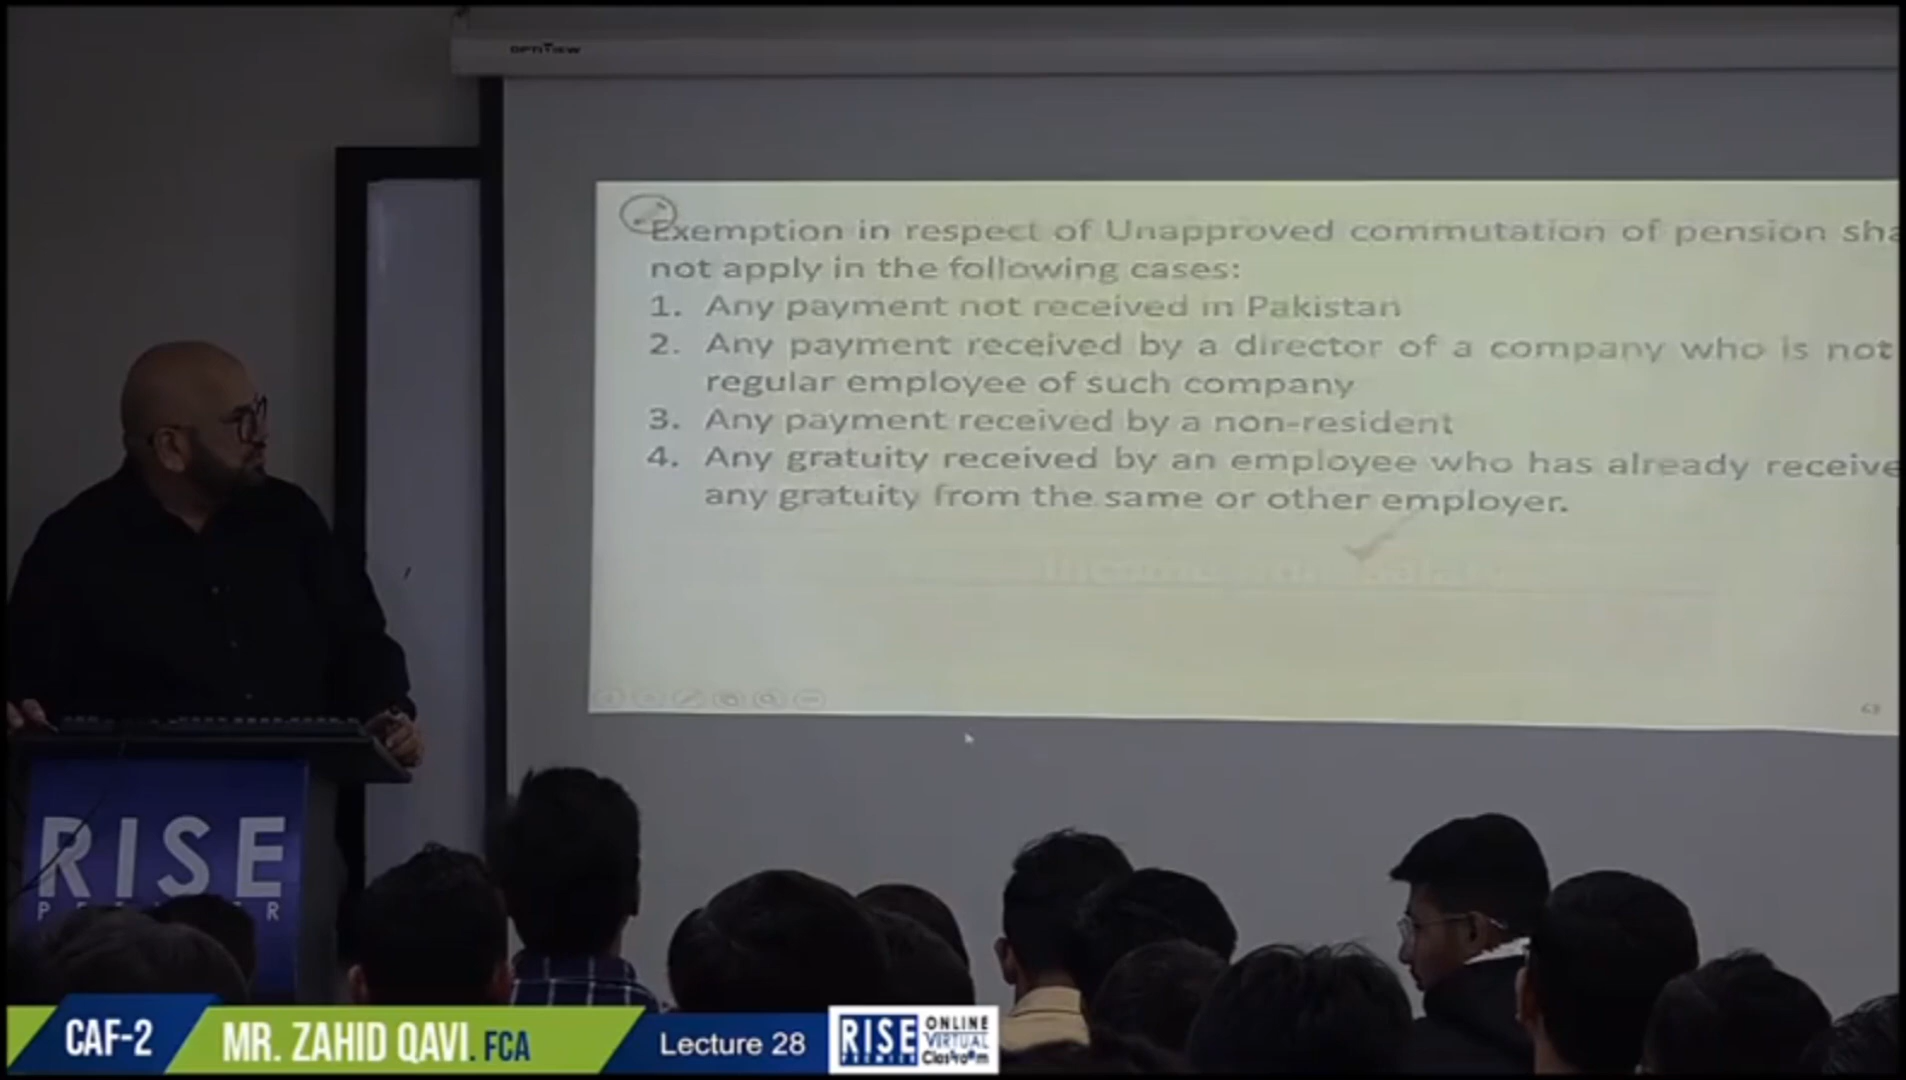 OPTISW
Exemption in respect of Unapproved commutation of pension sha
not apply in the following cases:
1. Any payment not received in Pakistan
2. Any payment received by a director of a company who is not
regular employee of such company
3. Any payment received by a non-resident
4. Any gratuity received by an employee who has already receive
any gratuity from the same or other employer.
RISE
CAF-2
MR. ZAHID QAVI. FCA
Lecture 28
RISE
PREMIER
ONLINE
VIRTUAL
Classroom